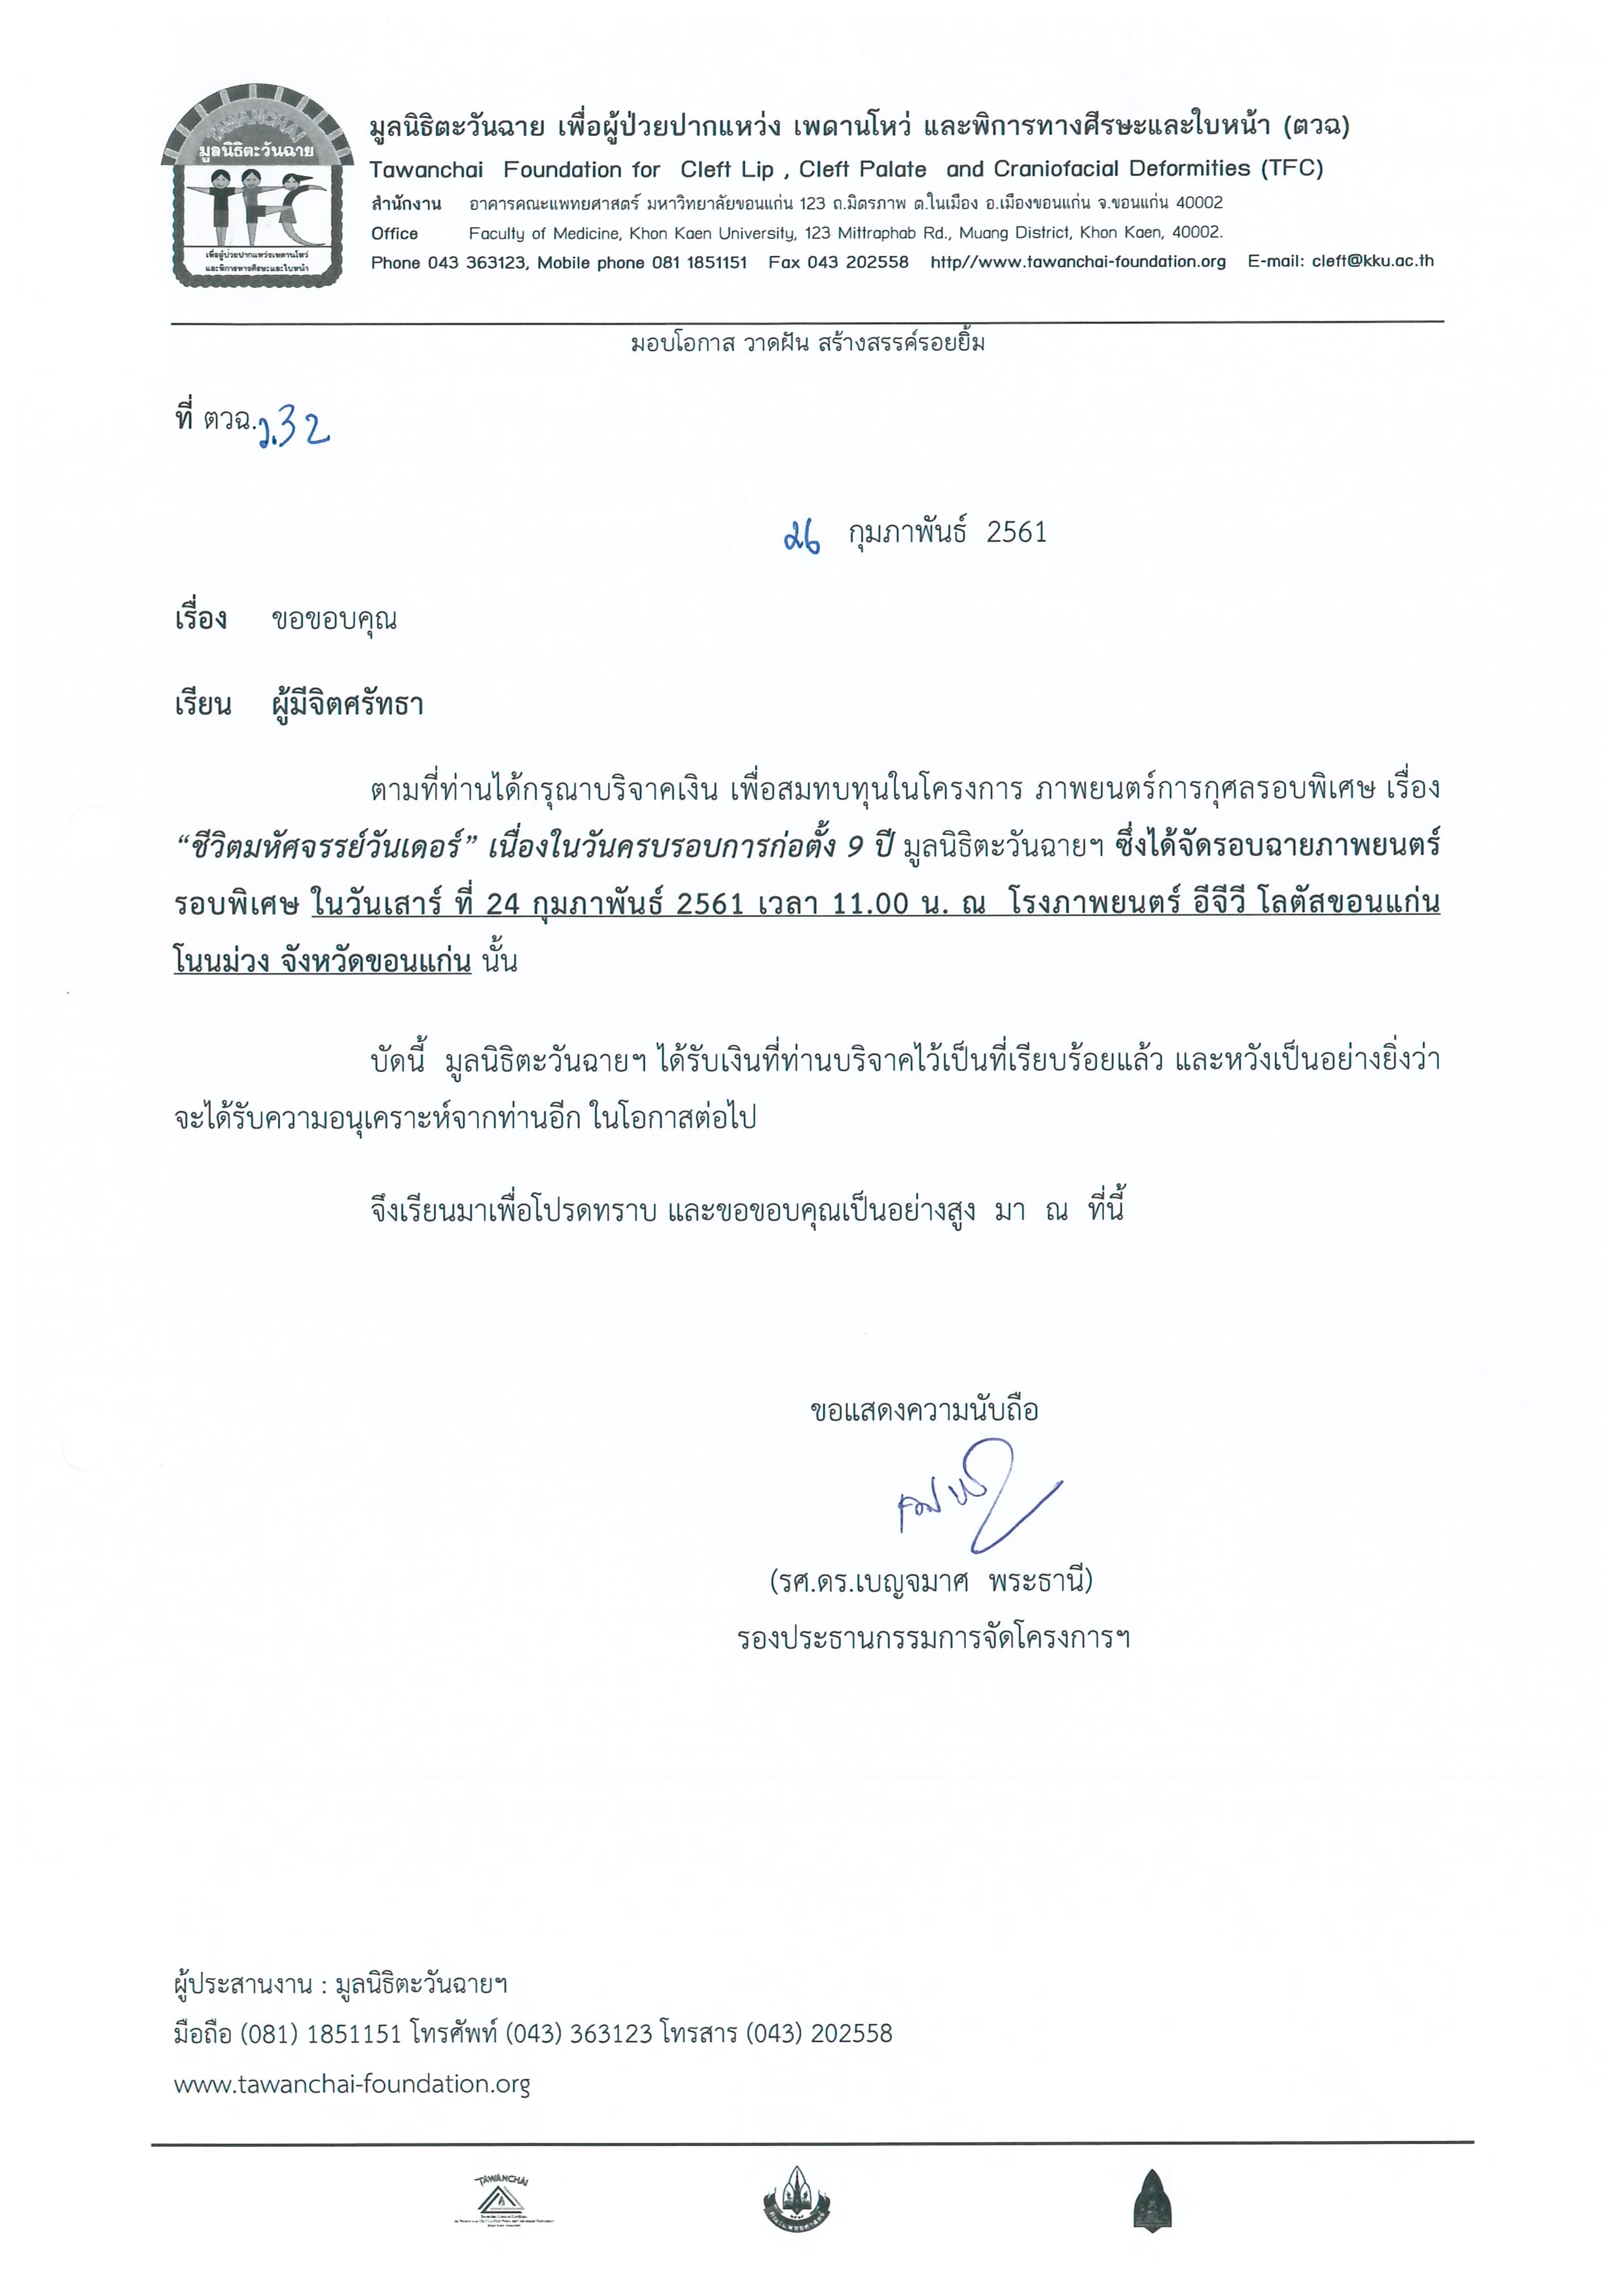 TAWANCHAI
มูลนิธิตะวันฉาย
TFC
เพื่อผู้ป่วยปากแหว่งเพดานโหว่
และพิการทางศีรษะและใบหน้า
มูลนิธิตะวันฉาย เพื่อผู้ป่วยปากแหว่ง เพดานโหว่ และพิการทางศีรษะและใบหน้า (ตวฉ)
Tawanchai Foundation for Cleft Lip , Cleft Palate and Craniofacial Deformities (TFC)
สำนักงาน อาคารคณะแพทยศาสตร์ มหาวิทยาลัยขอนแก่น 123 ถ.มิตรภาพ ต.ในเมือง อ.เมืองขอนแก่น จ.ขอนแก่น 40002
Office Faculty of Medicine, Khon Kaen University, 123 Mittraphab Rd., Muang District, Khon Kaen, 40002.
Phone 043 363123, Mobile phone 081 1851151 Fax 043 202558 http//www.tawanchai-foundation.org E-mail: cleft@kku.ac.th
มอบโอกาส วาดฝัน สร้างสรรค์รอยยิ้ม
ที่ ตวฉ.ว.32
26 กุมภาพันธ์ 2561
เรื่อง ขอขอบคุณ
เรียน ผู้มีจิตศรัทธา
ตามที่ท่านได้กรุณาบริจาคเงิน เพื่อสมทบทุนในโครงการ ภาพยนตร์การกุศลรอบพิเศษ เรื่อง
“ชีวิตมหัศจรรย์วันเดอร์” เนื่องในวันครบรอบการก่อตั้ง 9 ปี มูลนิธิตะวันฉายฯ ซึ่งได้จัดรอบฉายภาพยนตร์
รอบพิเศษ ในวันเสาร์ ที่ 24 กุมภาพันธ์ 2561 เวลา 11.00 น. ณ โรงภาพยนตร์ อีจีวี โลตัสขอนแก่น
โนนม่วง จังหวัดขอนแก่น นั้น
บัดนี้ มูลนิธิตะวันฉายฯ ได้รับเงินที่ท่านบริจาคไว้เป็นที่เรียบร้อยแล้ว และหวังเป็นอย่างยิ่งว่า
จะได้รับความอนุเคราะห์จากท่านอีก ในโอกาสต่อไป
จึงเรียนมาเพื่อโปรดทราบ และขอขอบคุณเป็นอย่างสูง มา ณ ที่นี้
ขอแสดงความนับถือ
(รศ.ดร.เบญจมาศ พระธานี)
รองประธานกรรมการจัดโครงการฯ
ผู้ประสานงาน : มูลนิธิตะวันฉายฯ
มือถือ (081) 1851151 โทรศัพท์ (043) 363123 โทรสาร (043) 202558
www.tawanchai-foundation.org
TAWANCHAI